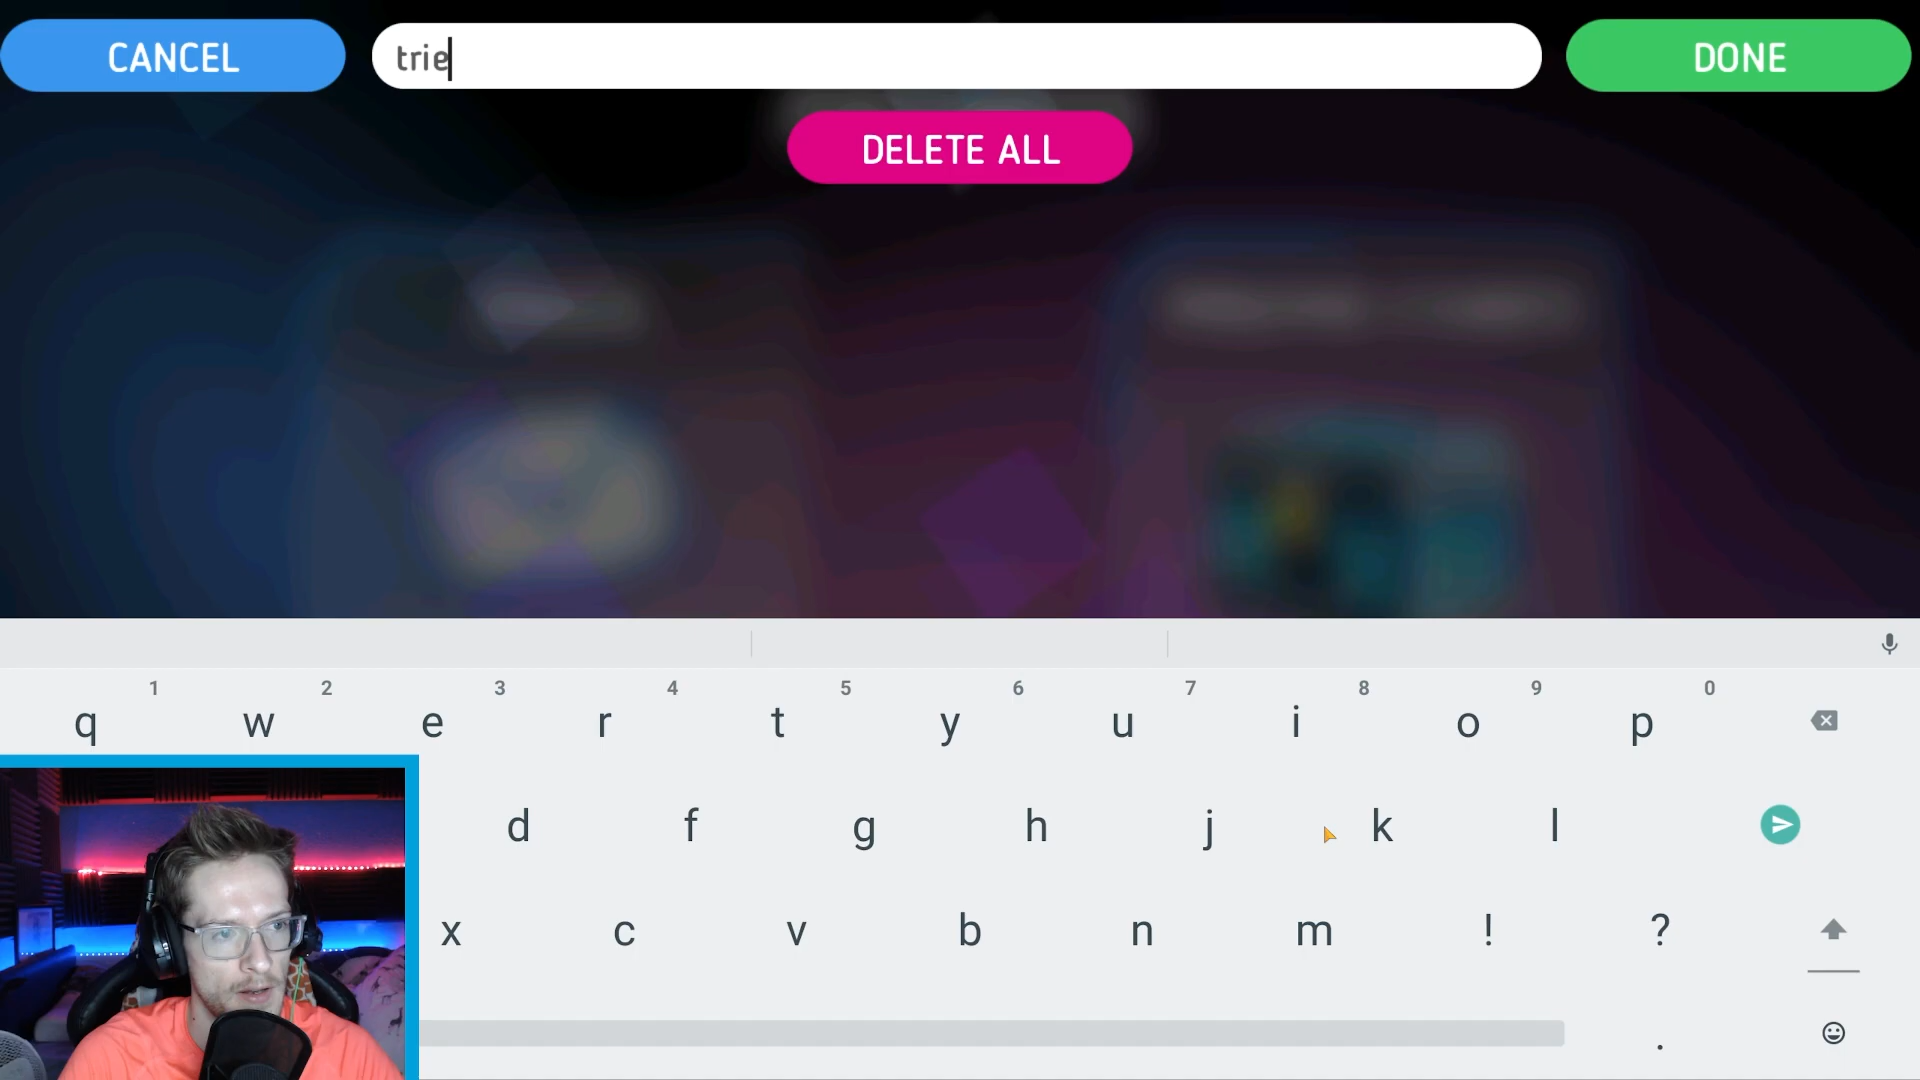 CANCEL trie DONE
DELETE ALL
1 2 3 4 5 6 7 8 9 0
q w e r t y u i o p
d f g h j k l
x c v b n m ! ?
.